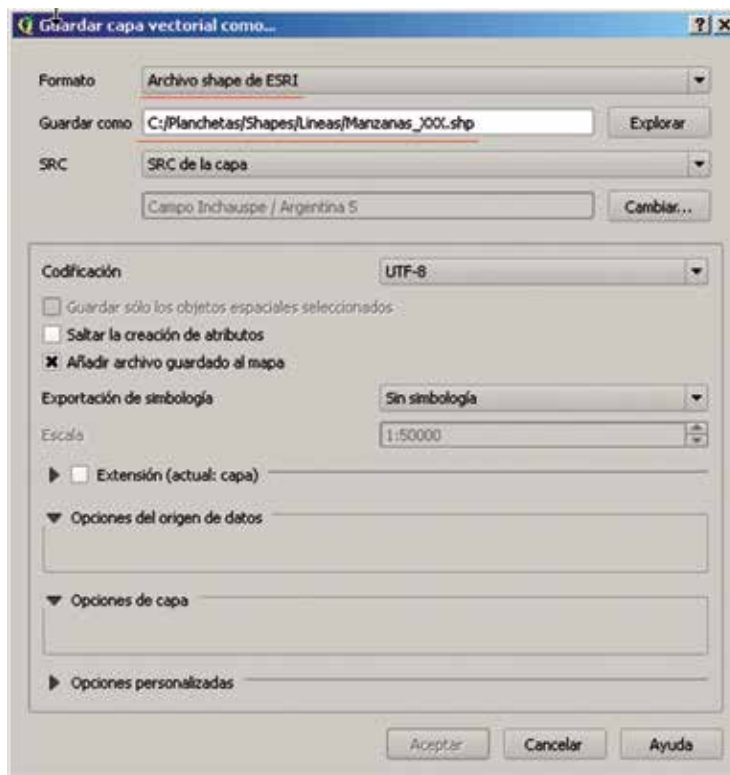 Guardar capa vectorial como...
Formato Archivo shape de ESRI
Guardar como C:/Planchetas/Shapes/Lineas/Manzanas_XXX.shp Explorar
SRC SRC de la capa
Campo Inchauspe / Argentina 5 Cambiar...
Codificación UTF-8
Guardar sólo los objetos espaciales seleccionados
Saltar la creación de atributos
Añadir archivo guardado al mapa
Exportación de simbología Sin simbología
Escala 1:50000
Extensión (actual: capa)
Opciones del origen de datos
Opciones de capa
Opciones personalizadas
Aceptar Cancelar Ayuda